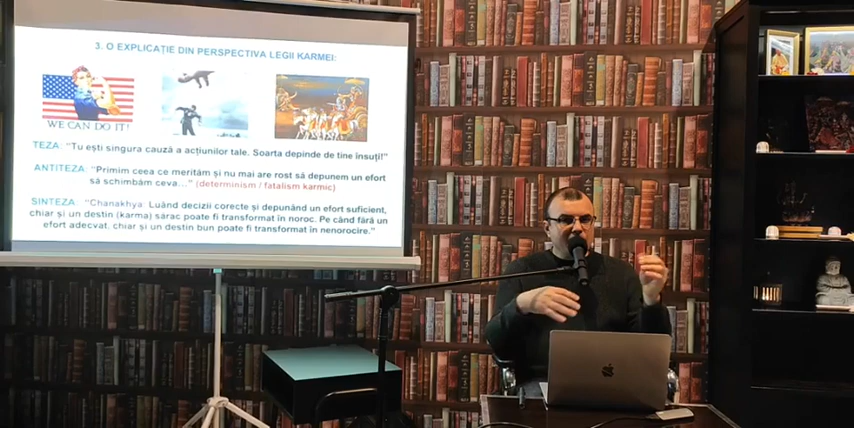 3. O EXPLICAȚIE DIN PERSPECTIVA LEGII KARMEI:
WE CAN DO IT!
TEZA: “Tu ești singura cauză a acțiunilor tale. Soarta depinde de tine însuți!”
ANTITEZA: “Primim ceea ce merităm și nu mai are rost să depunem un efort
să schimbăm ceva…” (determinism / fatalism karmic)
SINTEZA: “Chanakhya: Luând decizii corecte și depunând un efort suficient,
chiar și un destin (karma) sărac poate fi transformat în noroc. Pe când fără un
efort adecvat, chiar și un destin bun poate fi transformat în nenorocire.”